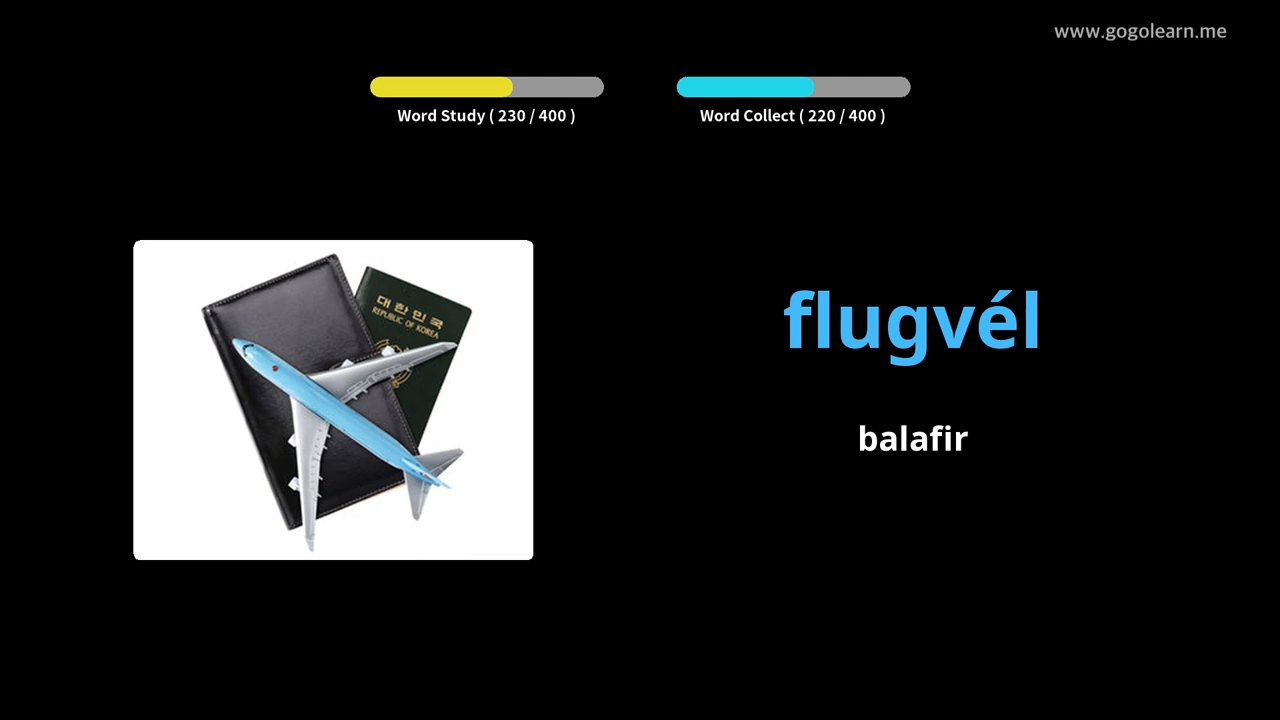 www.gogolearn.me
Word Study ( 230 / 400 )
Word Collect ( 220 / 400 )
대한민국
REPUBLIC OF KOREA
flugvél
balafir